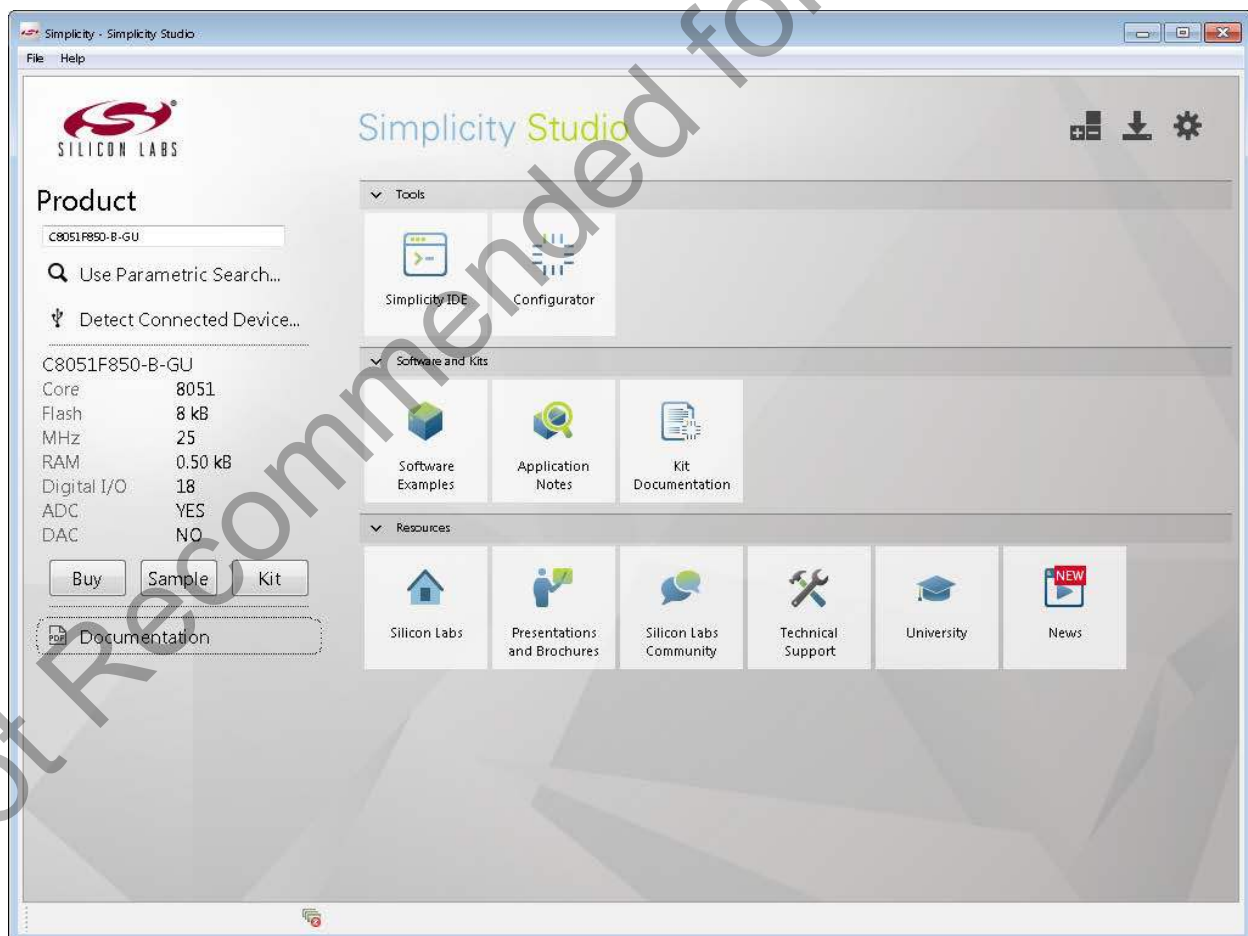 Simplicity - Simplicity Studio
File Help
SILICON LABS
Simplicity Studio
Product
C8051F850-B-GU
Use Parametric Search...
Detect Connected Device...
C8051F850-B-GU
Core 8051
Flash 8 kB
MHz 25
RAM 0.50 kB
Digital I/O 18
ADC YES
DAC NO
Buy Sample Kit
PDF Documentation
Tools
Simplicity IDE
Configurator
Software and Kits
Software
Examples
Application
Notes
Kit
Documentation
Resources
Silicon Labs
Presentations
and Brochures
Silicon Labs
Community
Technical
Support
University
NEW
News
Recommended for